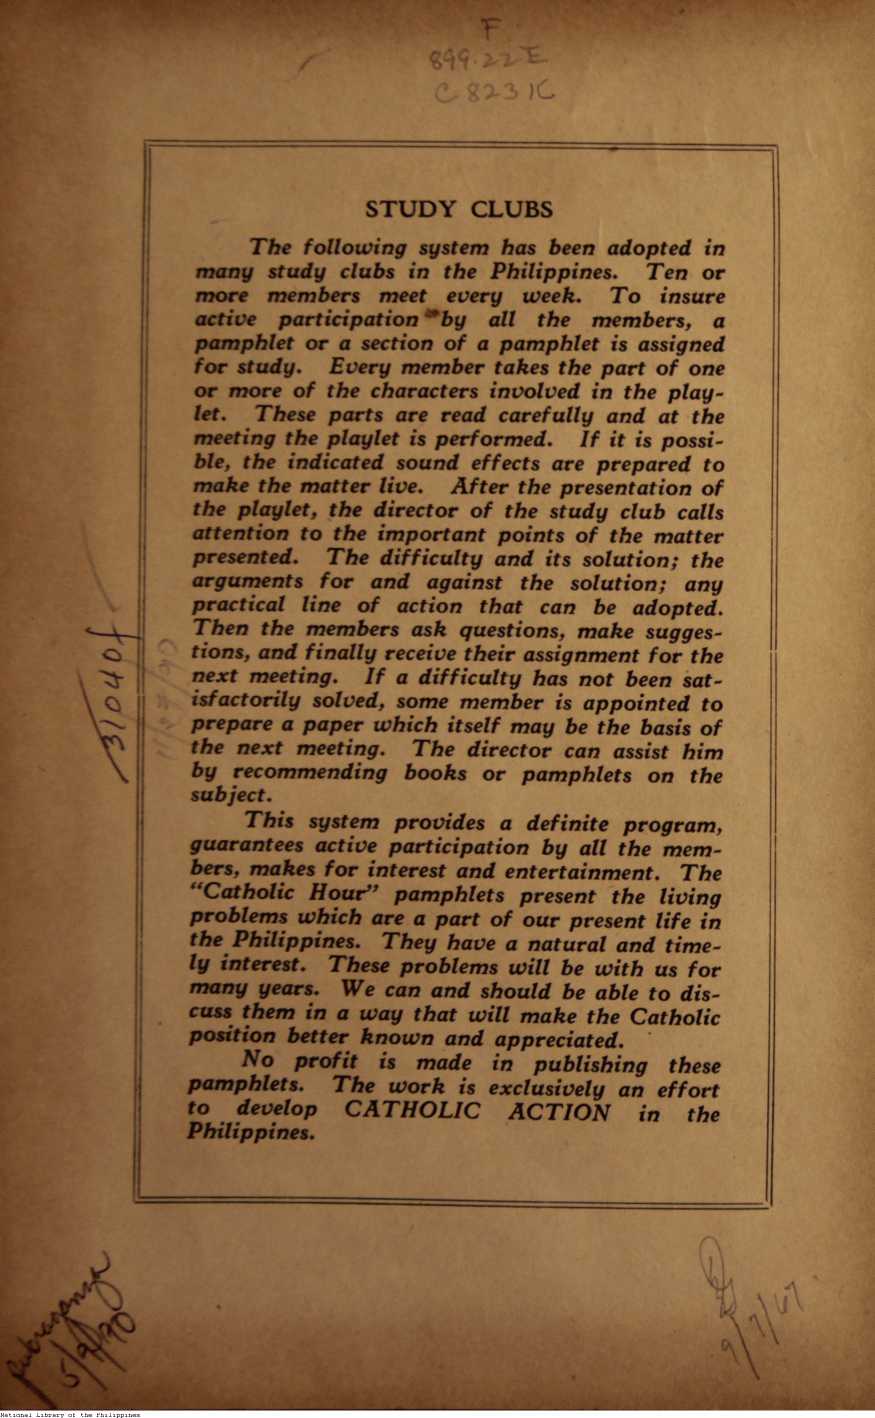 F
899.22E
C8231C
STUDY CLUBS
The following system has been adopted in
many study clubs in the Philippines. Ten or
more members meet every week. To insure
active participation by all the members, a
pamphlet or a section of a pamphlet is assigned
for study. Every member takes the part of one
or more of the characters involved in the play-
let. These parts are read carefully and at the
meeting the playlet is performed. If it is possi-
ble, the indicated sound effects are prepared to
make the matter live. After the presentation of
the playlet, the director of the study club calls
attention to the important points of the matter
presented. The difficulty and its solution; the
arguments for and against the solution; any
practical line of action that can be adopted.
Then the members ask questions, make sugges-
tions, and finally receive their assignment for the
next meeting. If a difficulty has not been sat-
isfactorily solved, some member is appointed to
prepare a paper which itself may be the basis of
the next meeting. The director can assist him
by recommending books or pamphlets on the
subject.
This system provides a definite program,
guarantees active participation by all the mem-
bers, makes for interest and entertainment. The
“Catholic Hour” pamphlets present the living
problems which are a part of our present life in
the Philippines. They have a natural and time-
ly interest. These problems will be with us for
many years. We can and should be able to dis-
cuss them in a way that will make the Catholic
position better known and appreciated.
No profit is made in publishing these
pamphlets. The work is exclusively an effort
to develop CATHOLIC ACTION in the
Philippines.
9/7/67
National Library of the Philippines